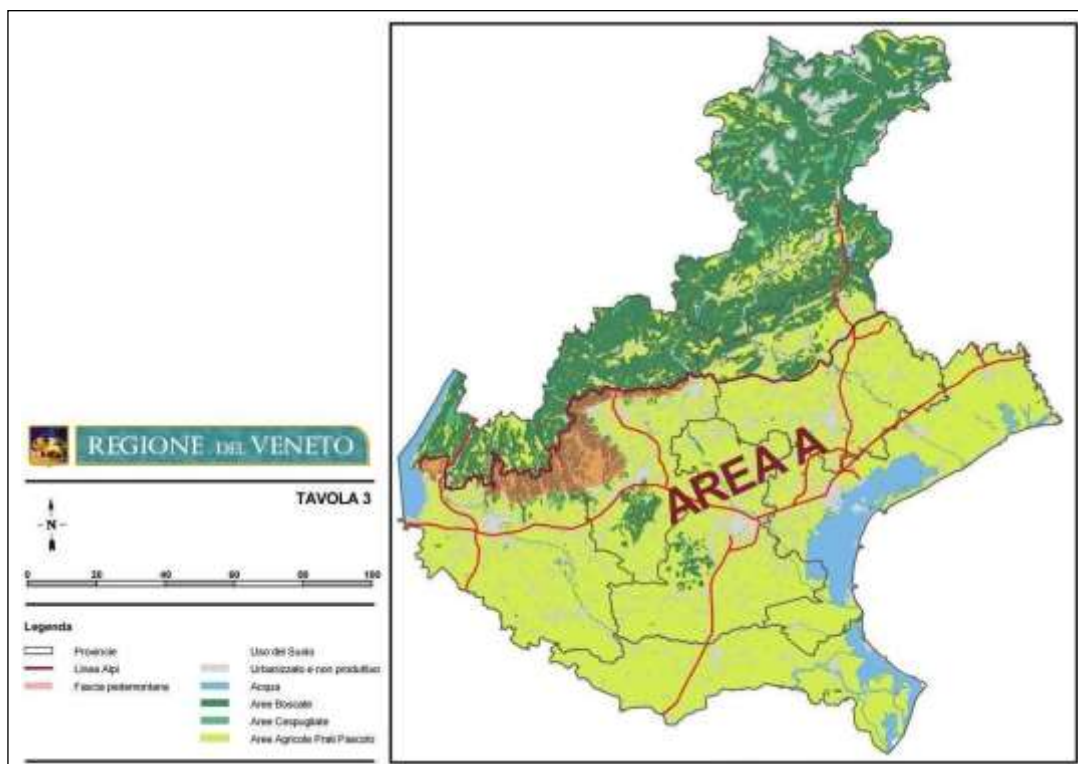 REGIONE DEL VENETO
TAVOLA 3
N
0 20 40 60 80 100
Legenda
Provincie
Linea Alpi
Fascia pedemontana
Uso del Suolo
Urbanizzato e non produttivo
Acqua
Aree Boscate
Aree Cespugliate
Aree Agricole Prati Pascolo
AREA A